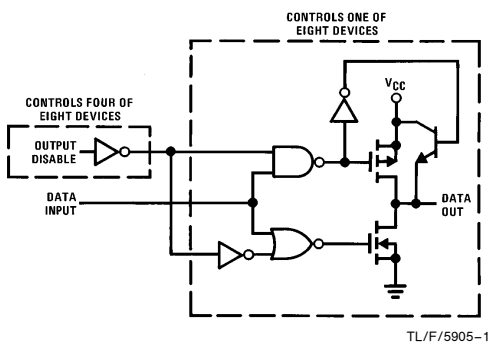 CONTROLS ONE OF
EIGHT DEVICES
VCC
CONTROLS FOUR OF
EIGHT DEVICES
OUTPUT
DISABLE
DATA
INPUT
DATA
OUT
TL/F/5905–1